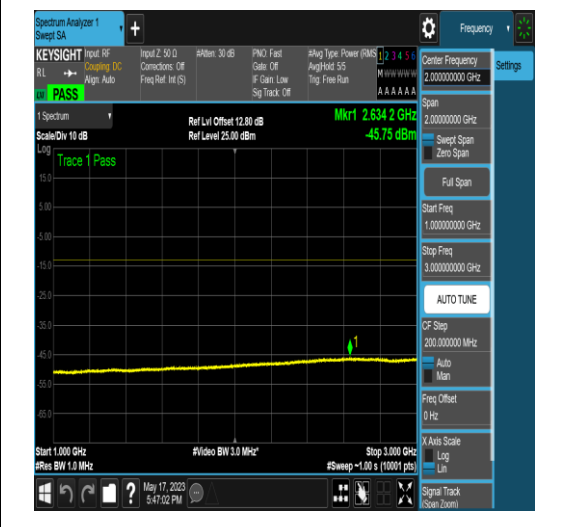 Spectrum Analyzer 1
Swept SA
+
Frequency
KEYSIGHT
RL
Input: RF
Coupling: DC
Align: Auto
Input Z: 50 Ω
Corrections: Off
Freq Ref: Int (S)
#Atten: 30 dB
PNO: Fast
Gate: Off
IF Gain: Low
Sig Track: Off
#Avg Type: Power (RMS
Avg|Hold: 5/5
Trig: Free Run
1 2 3 4 5 6
M W W W W W
A A A A A A
PASS
1 Spectrum
Scale/Div 10 dB
Log
Ref Lvl Offset 12.80 dB
Ref Level 25.00 dBm
Mkr1 2.634 2 GHz
-45.75 dBm
Trace 1 Pass
15.0
5.00
-5.00
-15.0
-25.0
-35.0
-45.0
-55.0
-65.0
1
Start 1.000 GHz
#Res BW 1.0 MHz
#Video BW 3.0 MHz*
Stop 3.000 GHz
#Sweep ~1.00 s (10001 pts)
?
May 17, 2023
5:47:02 PM
Center Frequency
2.000000000 GHz
Settings
Span
2.00000000 GHz
Swept Span
Zero Span
Full Span
Start Freq
1.000000000 GHz
Stop Freq
3.000000000 GHz
AUTO TUNE
CF Step
200.000000 MHz
Auto
Man
Freq Offset
0 Hz
X Axis Scale
Log
Lin
Signal Track
(Span Zoom)